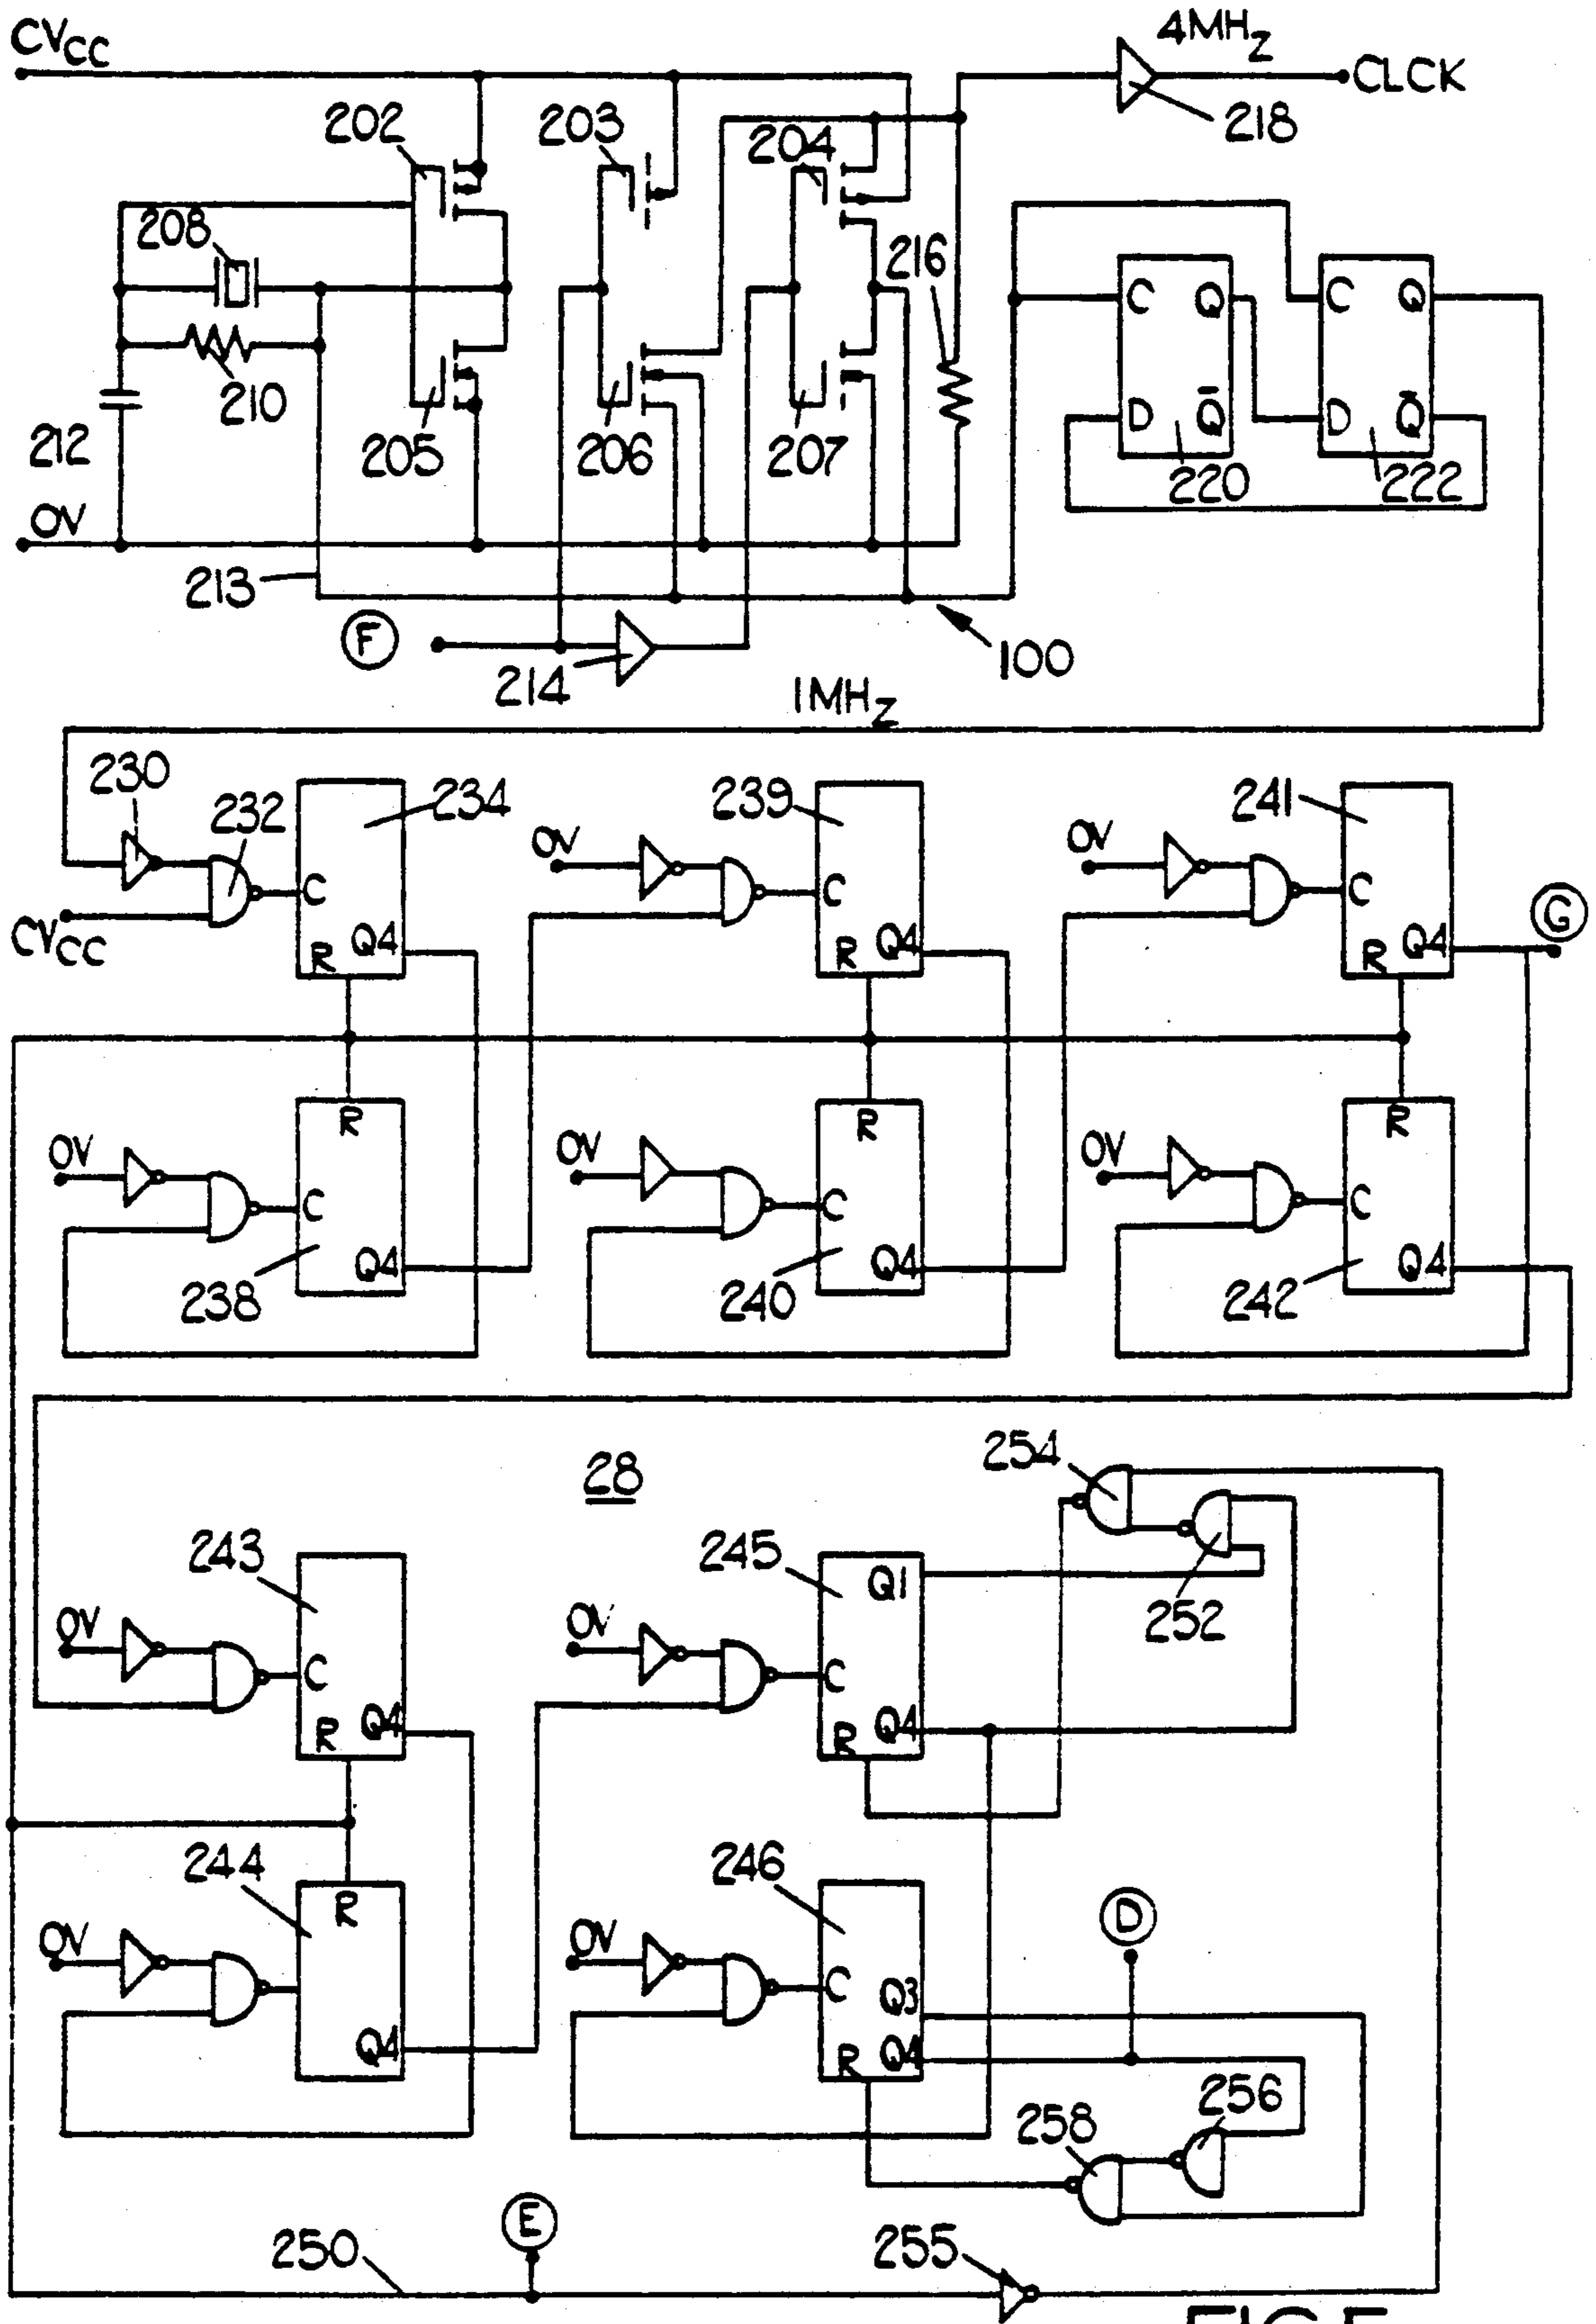 CVCC
4MHZ
CLCK
202
203
204
218
208
216
C Q
C Q
210
212
205
206
207
D Q̄
D Q̄
220
222
0V
213
F
214
100
1MHZ
230
232
234
239
241
0V
0V
C
C
C
G
CVCC
R Q4
R Q4
R Q4
R
R
R
0V
0V
0V
C
C
C
238
Q4
240
Q4
242
Q4
28
254
243
245
Q1
252
0V
0V
C
C
R Q4
R Q4
244
246
R
D
0V
0V
C
Q3
Q4
R Q4
258
256
E
250
255